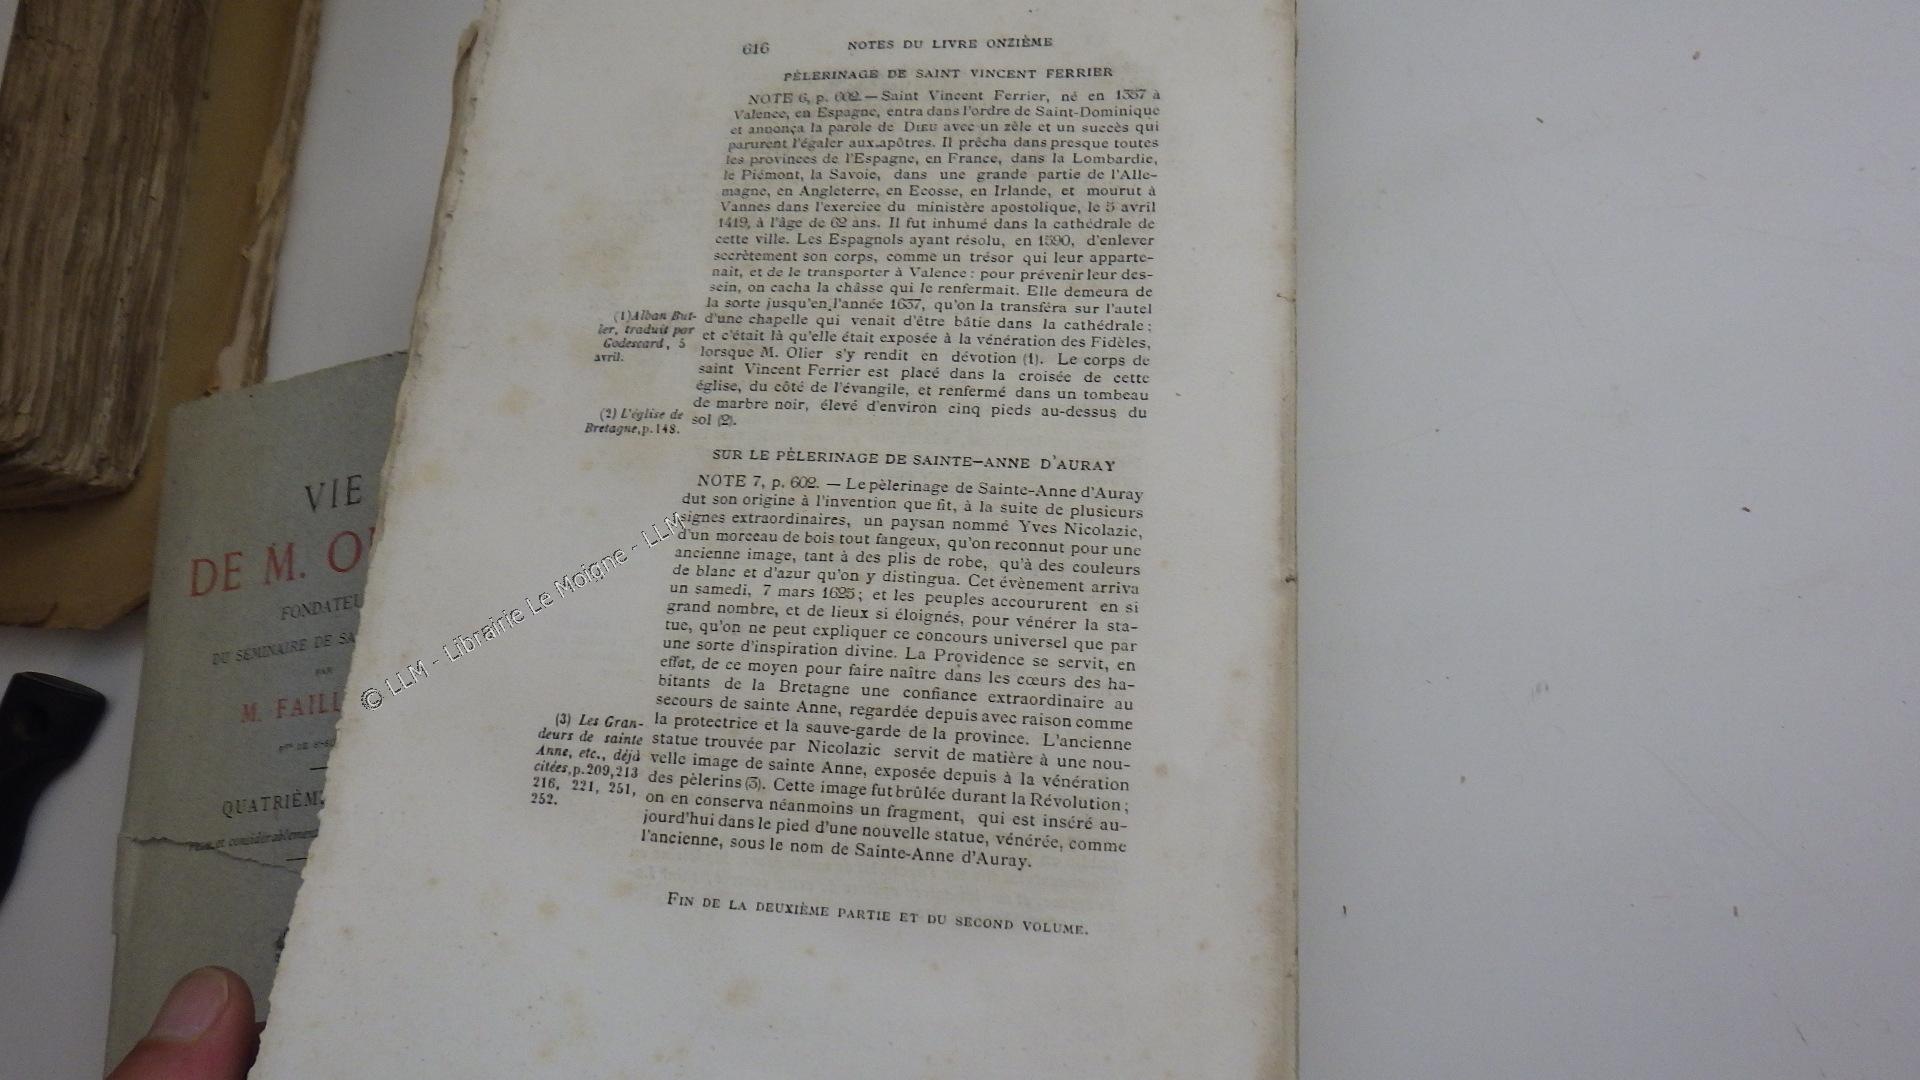 616 NOTES DU LIVRE ONZIÈME
PÈLERINAGE DE SAINT VINCENT FERRIER
NOTE 6, p. 602. — Saint Vincent Ferrier, né en 1357 à
Valence, en Espagne, entra dans l'ordre de Saint-Dominique
et annonça la parole de DIEU avec un zèle et un succès qui
parurent l'égaler aux apôtres. Il prêcha dans presque toutes
les provinces de l'Espagne, en France, dans la Lombardie,
le Piémont, la Savoie, dans une grande partie de l'Alle-
magne, en Angleterre, en Ecosse, en Irlande, et mourut à
Vannes dans l'exercice du ministère apostolique, le 5 avril
1419, à l'âge de 62 ans. Il fut inhumé dans la cathédrale de
cette ville. Les Espagnols ayant résolu, en 1590, d'enlever
secrètement son corps, comme un trésor qui leur apparte-
nait, et de le transporter à Valence : pour prévenir leur des-
sein, on cacha la châsse qui le renfermait. Elle demeura de
la sorte jusqu'en l'année 1637, qu'on la transféra sur l'autel
d'une chapelle qui venait d'être bâtie dans la cathédrale ;
et c'était là qu'elle était exposée à la vénération des Fidèles,
lorsque M. Olier s'y rendit en dévotion (1). Le corps de
saint Vincent Ferrier est placé dans la croisée de cette
église, du côté de l'évangile, et renfermé dans un tombeau
de marbre noir, élevé d'environ cinq pieds au-dessus du
sol (2).
(1) Alban But-
ler, traduit par
Godescard, 5
avril.
(2) L'église de
Bretagne, p. 148.
SUR LE PÈLERINAGE DE SAINTE-ANNE D'AURAY
NOTE 7, p. 602. — Le pèlerinage de Sainte-Anne d'Auray
dut son origine à l'invention que fit, à la suite de plusieurs
signes extraordinaires, un paysan nommé Yves Nicolazic,
d'un morceau de bois tout fangeux, qu'on reconnut pour une
ancienne image, tant à des plis de robe, qu'à des couleurs
de blanc et d'azur qu'on y distingua. Cet évènement arriva
un samedi, 7 mars 1625 ; et les peuples accoururent en si
grand nombre, et de lieux si éloignés, pour vénérer la sta-
tue, qu'on ne peut expliquer ce concours universel que par
une sorte d'inspiration divine. La Providence se servit, en
effet, de ce moyen pour faire naître dans les cœurs des ha-
bitants de la Bretagne une confiance extraordinaire au
secours de sainte Anne, regardée depuis avec raison comme
la protectrice et la sauve-garde de la province. L'ancienne
statue trouvée par Nicolazic servit de matière à une nou-
velle image de sainte Anne, exposée depuis à la vénération
des pèlerins (3). Cette image fut brûlée durant la Révolution ;
on en conserva néanmoins un fragment, qui est inséré au-
jourd'hui dans le pied d'une nouvelle statue, vénérée, comme
l'ancienne, sous le nom de Sainte-Anne d'Auray.
(3) Les Gran-
deurs de sainte
Anne, etc., déjà
citées, p. 209, 213
216, 221, 251,
252.
FIN DE LA DEUXIÈME PARTIE ET DU SECOND VOLUME.
© LLM - Librairie Le Moigne - LLM
VIE
DE M. O
FONDATEU
DU SÉMINAIRE DE SA
PAR
M. FAILL
QUATRIÈM
et considérablement